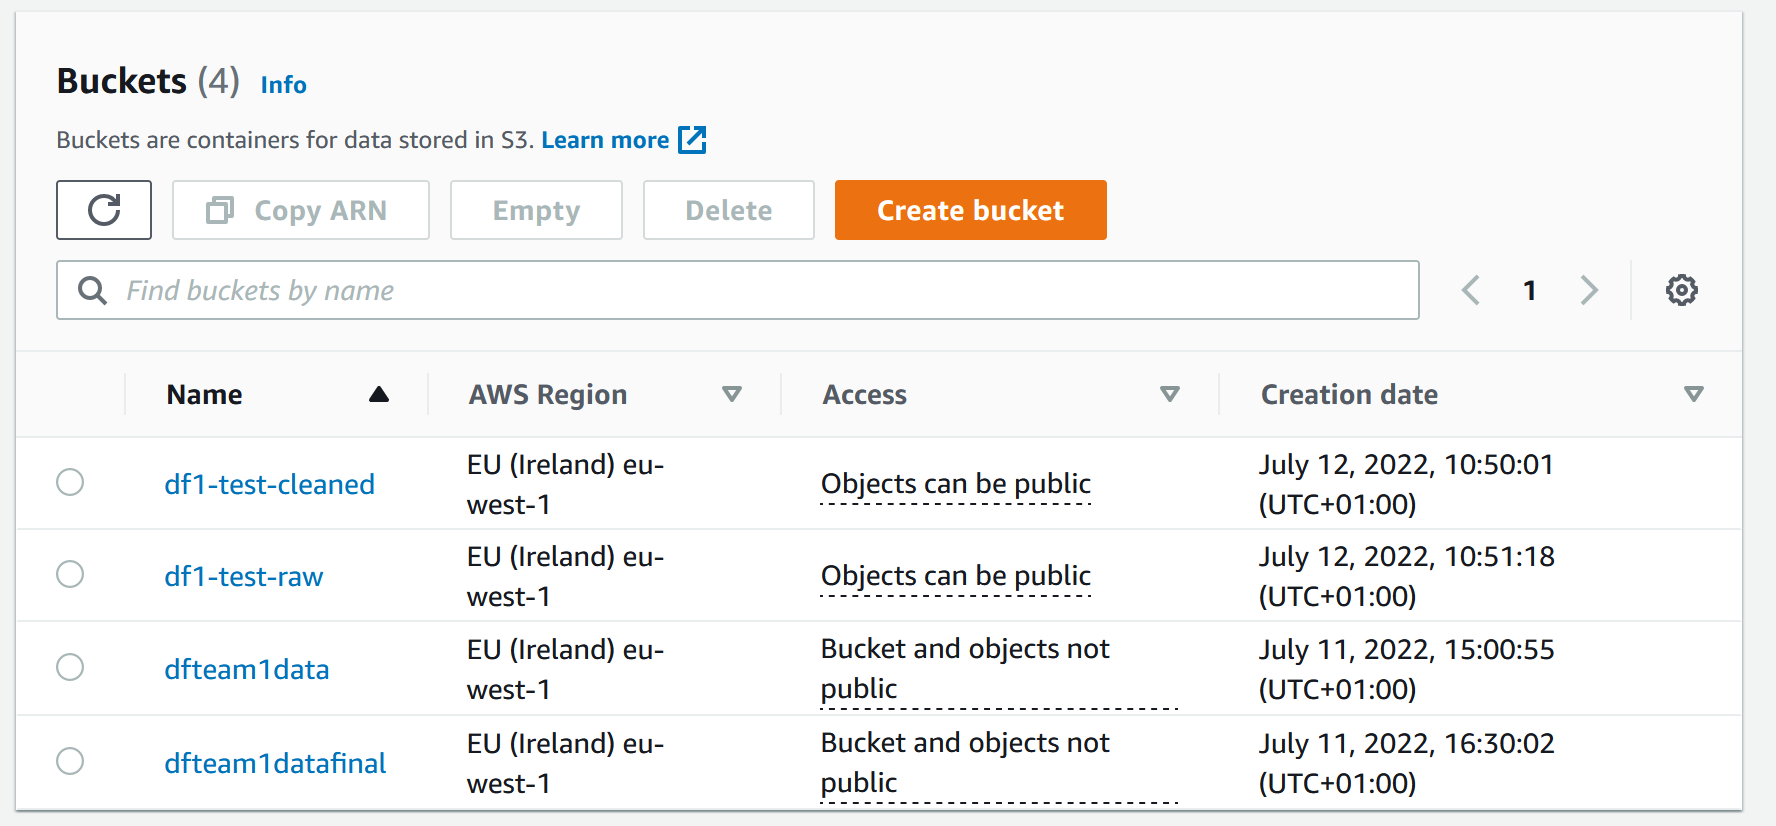 Buckets (4) Info
Buckets are containers for data stored in S3. Learn more
Copy ARN Empty Delete Create bucket
Find buckets by name 1
Name AWS Region Access Creation date
df1-test-cleaned EU (Ireland) eu-west-1 Objects can be public July 12, 2022, 10:50:01 (UTC+01:00)
df1-test-raw EU (Ireland) eu-west-1 Objects can be public July 12, 2022, 10:51:18 (UTC+01:00)
dfteam1data EU (Ireland) eu-west-1 Bucket and objects not public July 11, 2022, 15:00:55 (UTC+01:00)
dfteam1datafinal EU (Ireland) eu-west-1 Bucket and objects not public July 11, 2022, 16:30:02 (UTC+01:00)